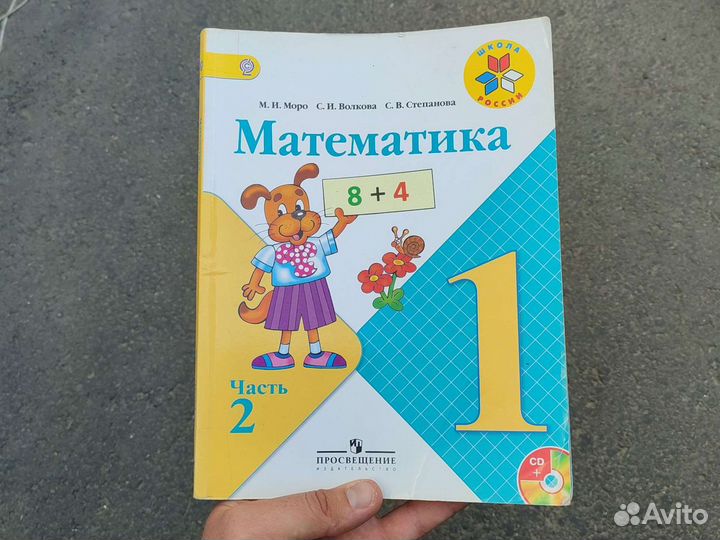 ШКОЛА
РОССИИ
М. И. Моро С. И. Волкова С. В. Степанова
Математика
8 + 4
1
Часть
2
ПРОСВЕЩЕНИЕ
ИЗДАТЕЛЬСТВО
CD
+
Avito